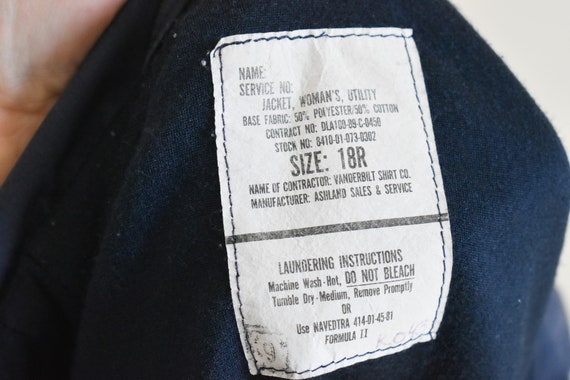 NAME:
SERVICE NO:
JACKET, WOMAN'S, UTILITY
BASE FABRIC: 50% POLYESTER/50% COTTON
CONTRACT NO: DLA100-89-C-0450
STOCK NO: 8410-01-073-0302
SIZE: 18R
NAME OF CONTRACTOR: VANDERBILT SHIRT CO.
MANUFACTURER: ASHLAND SALES & SERVICE
LAUNDERING INSTRUCTIONS
Machine Wash-Hot, DO NOT BLEACH
Tumble Dry-Medium, Remove Promptly
OR
Use NAVEDTRA 414-01-45-81
FORMULA II
9